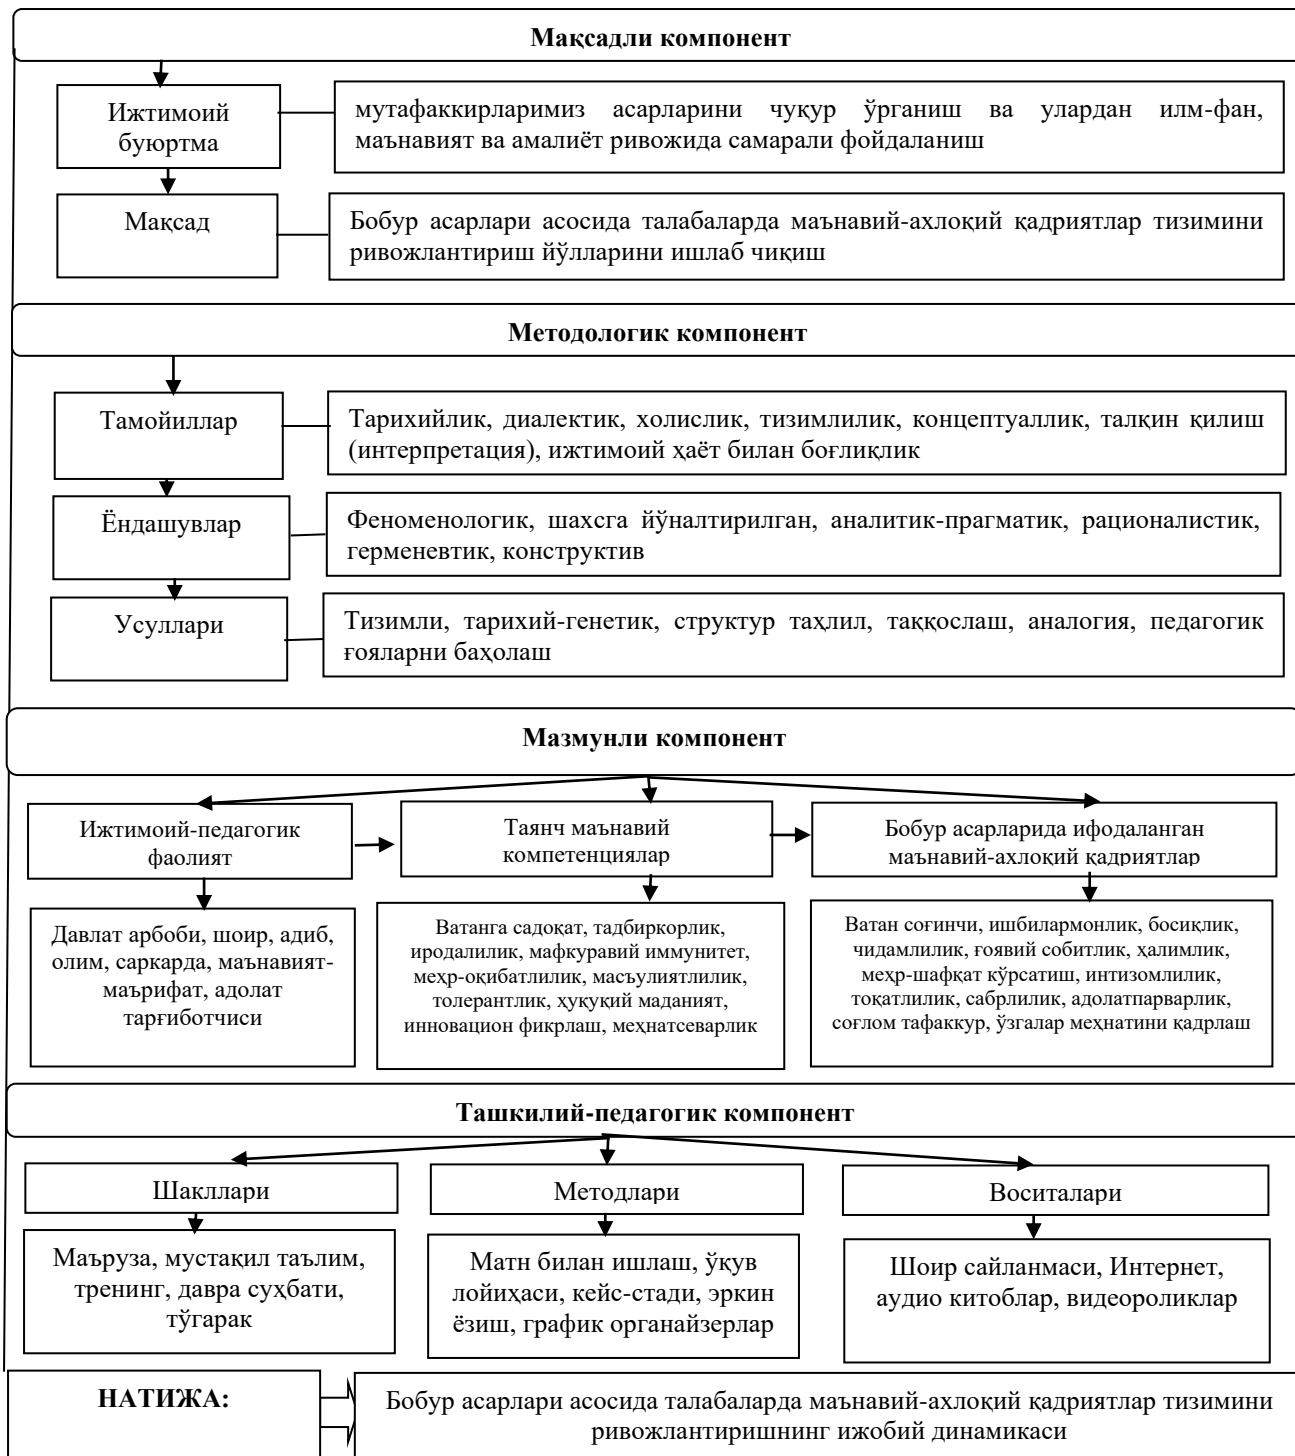 Мақсадли компонент
Ижтимоий
буюртма
мутафаккирларимиз асарларини чуқур ўрганиш ва улардан илм-фан,
маънавият ва амалиёт ривожида самарали фойдаланиш
Мақсад
Бобур асарлари асосида талабаларда маънавий-ахлоқий қадриятлар тизимини
ривожлантириш йўлларини ишлаб чиқиш
Методологик компонент
Тамойиллар
Тарихийлик, диалектик, холислик, тизимлилик, концептуаллик, талқин қилиш
(интерпретация), ижтимоий ҳаёт билан боғлиқлик
Ёндашувлар
Феноменологик, шахсга йўналтирилган, аналитик-прагматик, рационалистик,
герменевтик, конструктив
Усуллари
Тизимли, тарихий-генетик, структур таҳлил, таққослаш, аналогия, педагогик
ғояларни баҳолаш
Мазмунли компонент
Ижтимоий-педагогик
фаолият
Таянч маънавий
компетенциялар
Бобур асарларида ифодаланган
маънавий-ахлоқий қадриятлар
Давлат арбоби, шоир, адиб,
олим, саркарда, маънавият-
маърифат, адолат
тарғиботчиси
Ватанга садоқат, тадбиркорлик,
иродалилик, мафкуравий иммунитет,
меҳр-оқибатлилик, масъулиятлилик,
толерантлик, ҳуқуқий маданият,
инновацион фикрлаш, меҳнатсеварлик
Ватан соғинчи, ишбилармонлик, босиқлик,
чидамлилик, ғоявий собитлик, ҳалимлик,
меҳр-шафқат кўрсатиш, интизомлилик,
тоқатлилик, сабрлилик, адолатпарварлик,
соғлом тафаккур, ўзгалар меҳнатини қадрлаш
Ташкилий-педагогик компонент
Шакллари
Методлари
Воситалари
Маъруза, мустақил таълим,
тренинг, давра суҳбати,
тўгарак
Матн билан ишлаш, ўқув
лойиҳаси, кейс-стади, эркин
ёзиш, график органайзерлар
Шоир сайланмаси, Интернет,
аудио китоблар, видеороликлар
НАТИЖА:
Бобур асарлари асосида талабаларда маънавий-ахлоқий қадриятлар тизимини
ривожлантиришнинг ижобий динамикаси